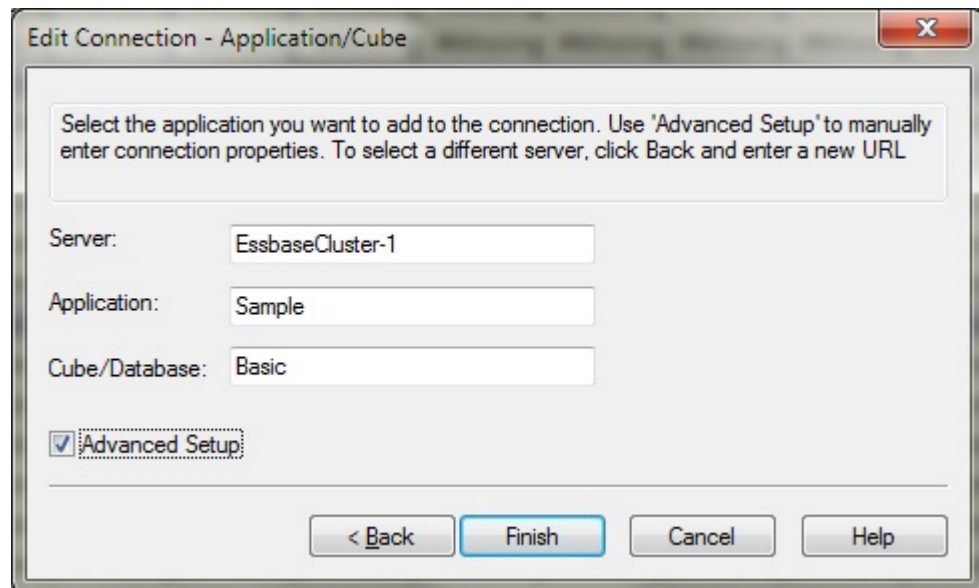 Edit Connection - Application/Cube
Select the application you want to add to the connection. Use 'Advanced Setup' to manually
enter connection properties. To select a different server, click Back and enter a new URL
Server: EssbaseCluster-1
Application: Sample
Cube/Database: Basic
Advanced Setup
< Back Finish Cancel Help